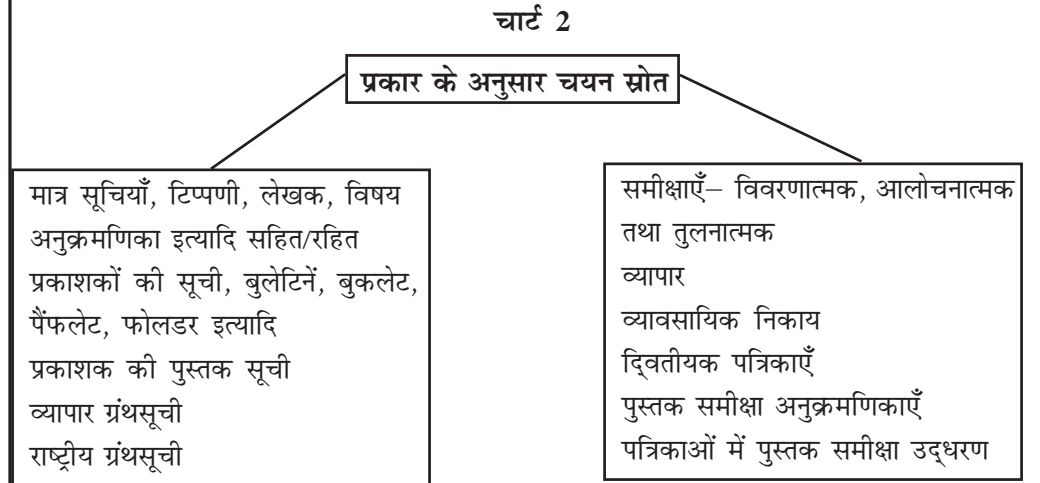 चार्ट 2
प्रकार के अनुसार चयन स्रोत
मात्र सूचियाँ, टिप्पणी, लेखक, विषय
अनुक्रमणिका इत्यादि सहित/रहित
प्रकाशकों की सूची, बुलेटिनें, बुकलेट,
पैंफलेट, फोलडर इत्यादि
प्रकाशक की पुस्तक सूची
व्यापार ग्रंथसूची
राष्ट्रीय ग्रंथसूची
समीक्षाएँ– विवरणात्मक, आलोचनात्मक
तथा तुलनात्मक
व्यापार
व्यावसायिक निकाय
द्वितीयक पत्रिकाएँ
पुस्तक समीक्षा अनुक्रमणिकाएँ
पत्रिकाओं में पुस्तक समीक्षा उद्धरण